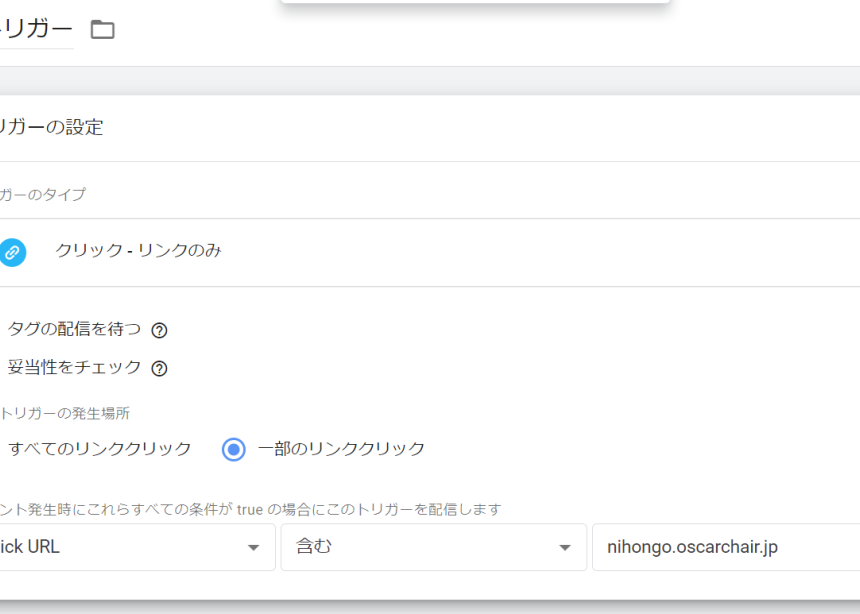 リガー
リガーの設定
ガーのタイプ
クリック - リンクのみ
タグの配信を待つ
妥当性をチェック
トリガーの発生場所
すべてのリンククリック 一部のリンククリック
ント発生時にこれらすべての条件が true の場合にこのトリガーを配信します
ick URL 含む nihongo.oscarchair.jp